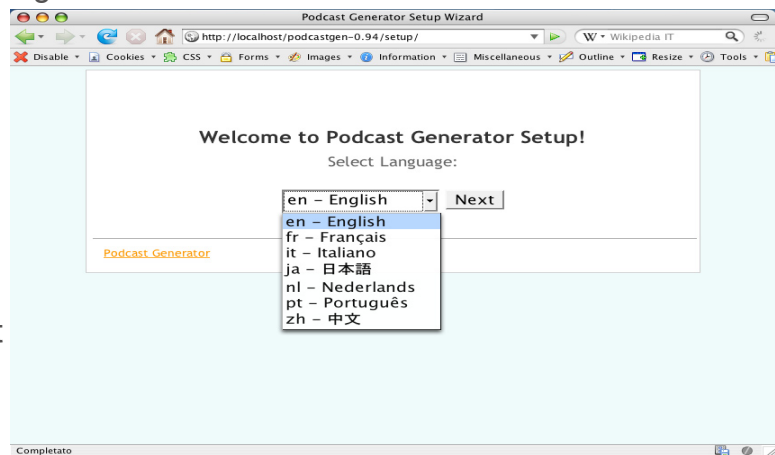 Podcast Generator Setup Wizard
http://localhost/podcastgen-0.94/setup/
W Wikipedia IT
Disable Cookies CSS Forms Images Information Miscellaneous Outline Resize Tools
Welcome to Podcast Generator Setup!
Select Language:
en – English Next
en – English
fr – Français
it – Italiano
ja – 日本語
nl – Nederlands
pt – Português
zh – 中文
Podcast Generator
Completato